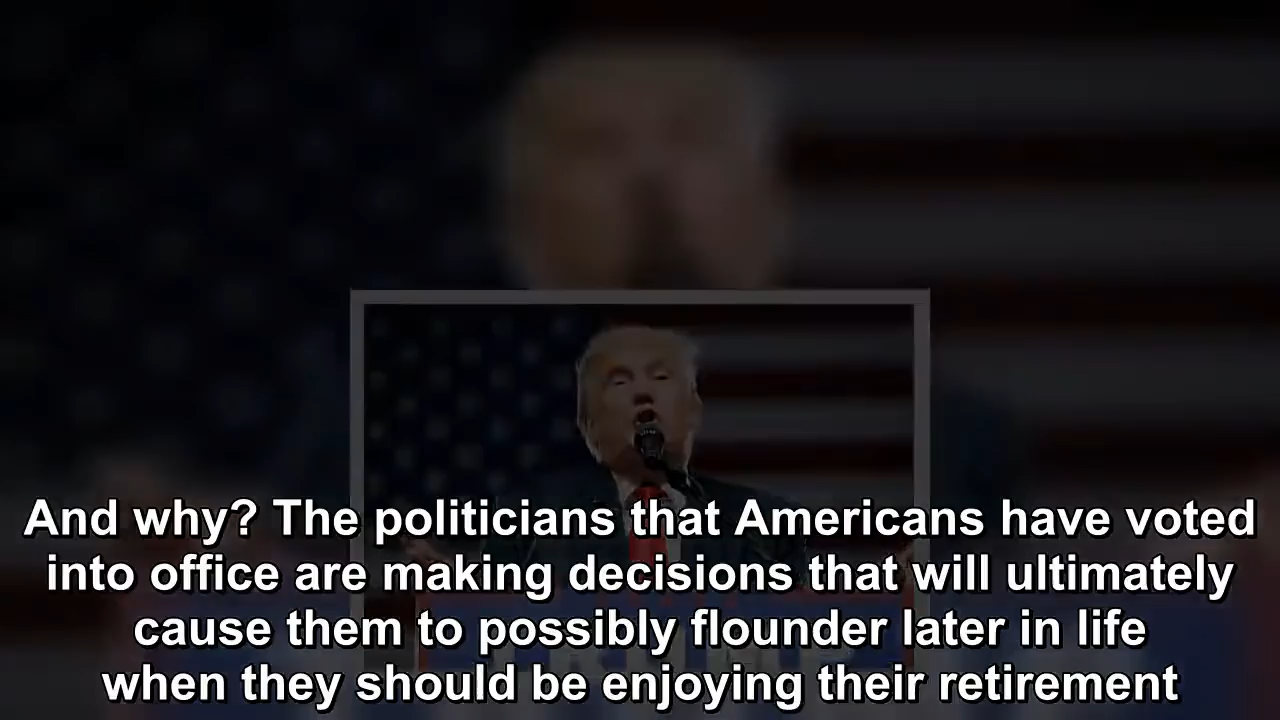 And why? The politicians that Americans have voted
into office are making decisions that will ultimately
cause them to possibly flounder later in life
when they should be enjoying their retirement